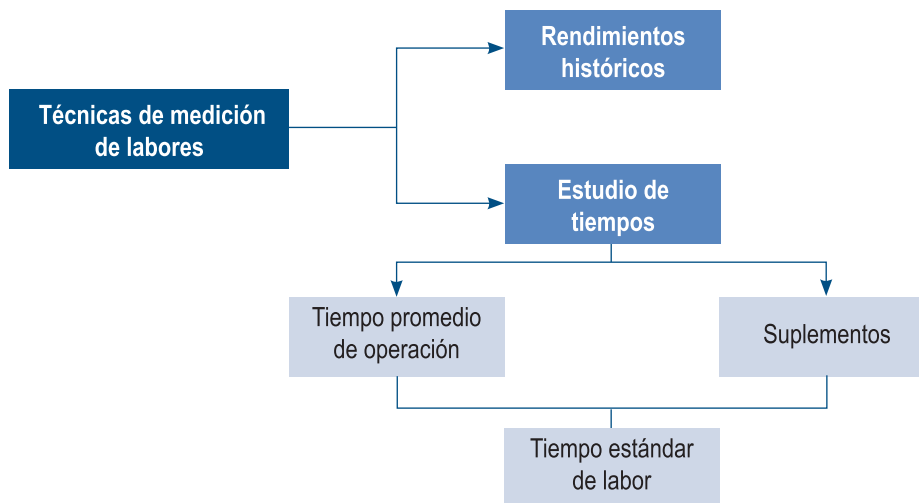 Rendimientos
históricos
Técnicas de medición
de labores
Estudio de
tiempos
Tiempo promedio
de operación
Suplementos
Tiempo estándar
de labor